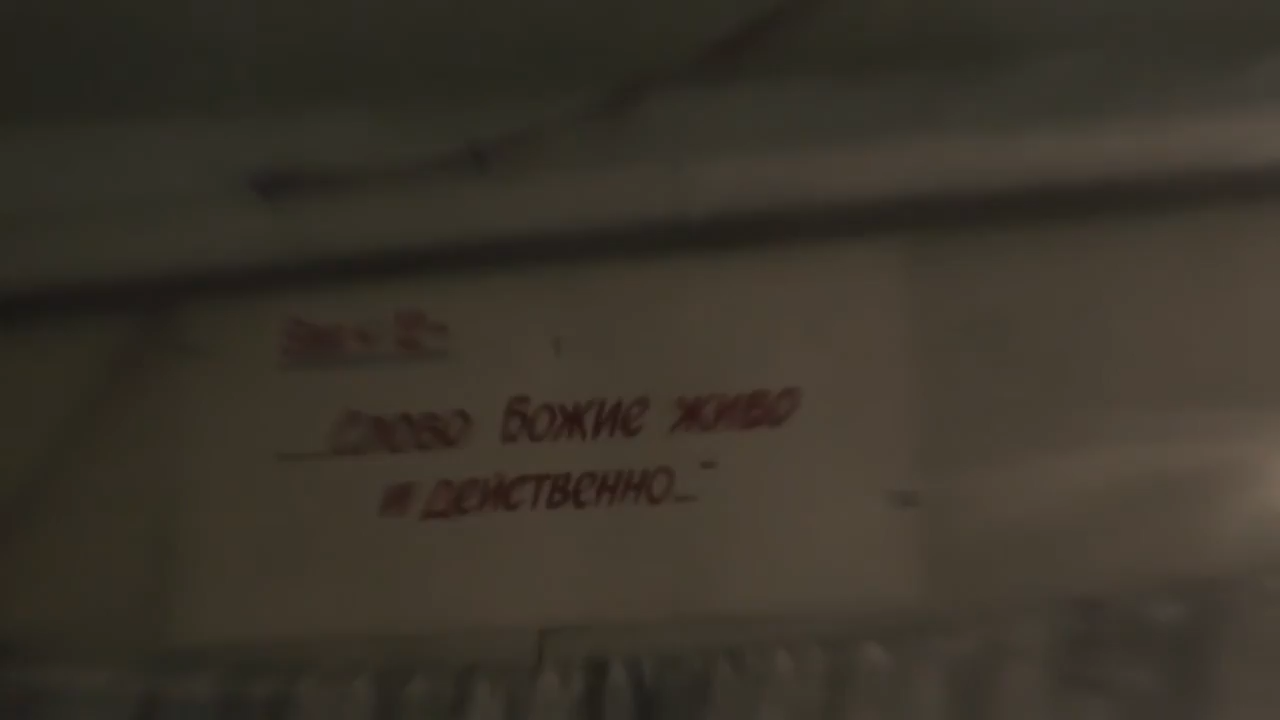 „Слово Божие живо
и действенно..."